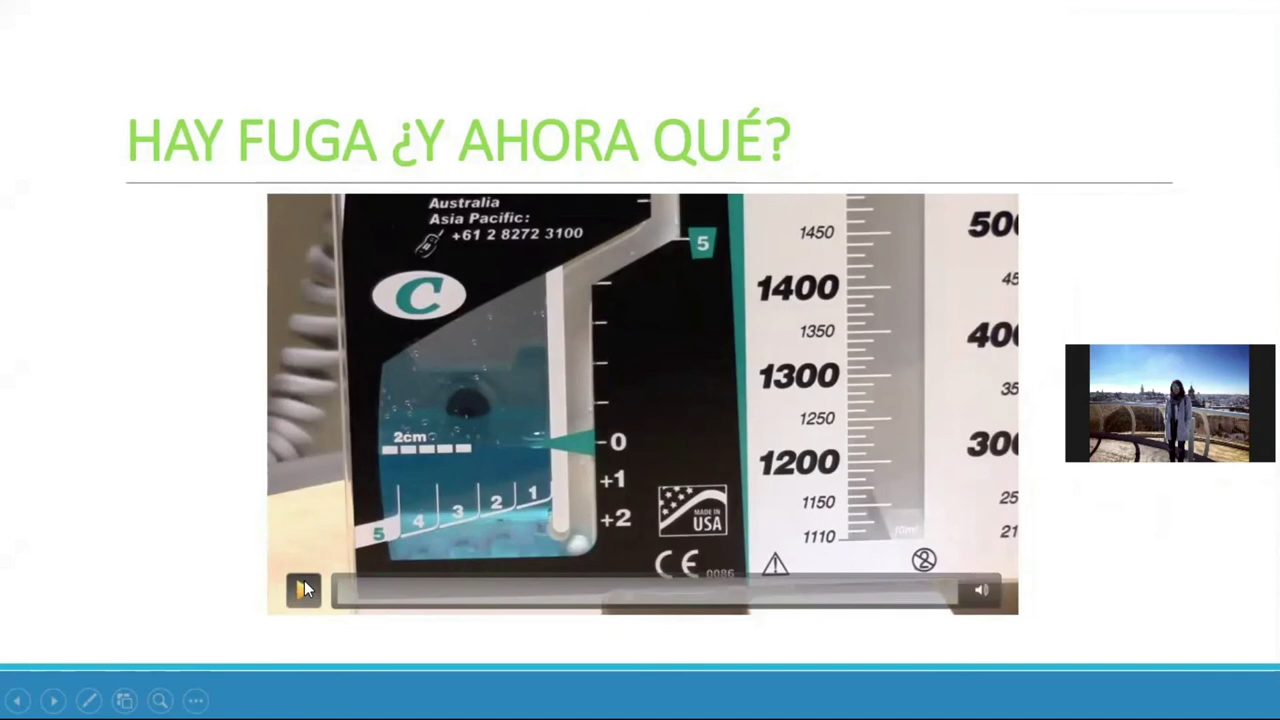 HAY FUGA ¿Y AHORA QUÉ?
Australia
Asia Pacific:
+61 2 8272 3100
C
5
2cm
0
+1
+2
5 4 3 2 1
MADE IN
USA
CE 0086
1450
1400
1350
1300
1250
1200
1150
1110
10ml
2
500
45
400
35
300
25
21